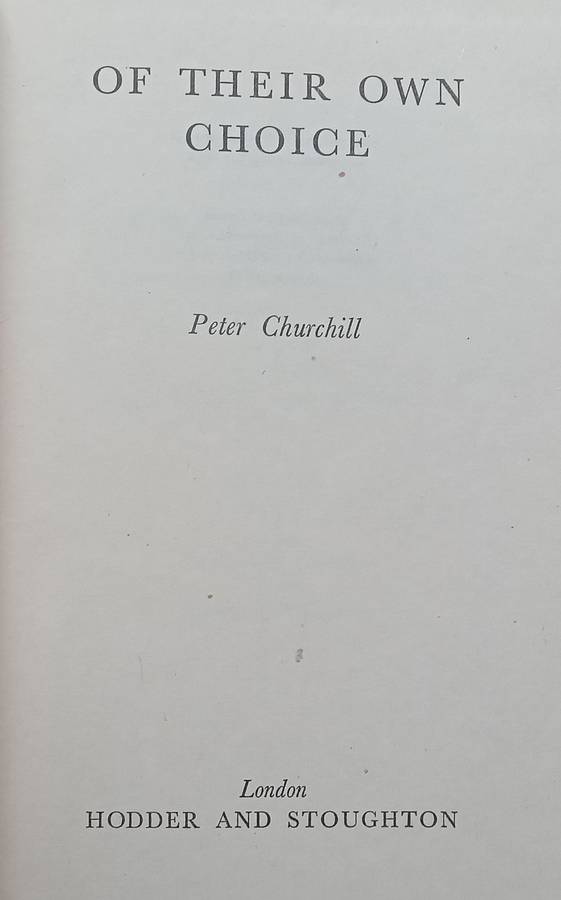 OF THEIR OWN
CHOICE
Peter Churchill
London
HODDER AND STOUGHTON